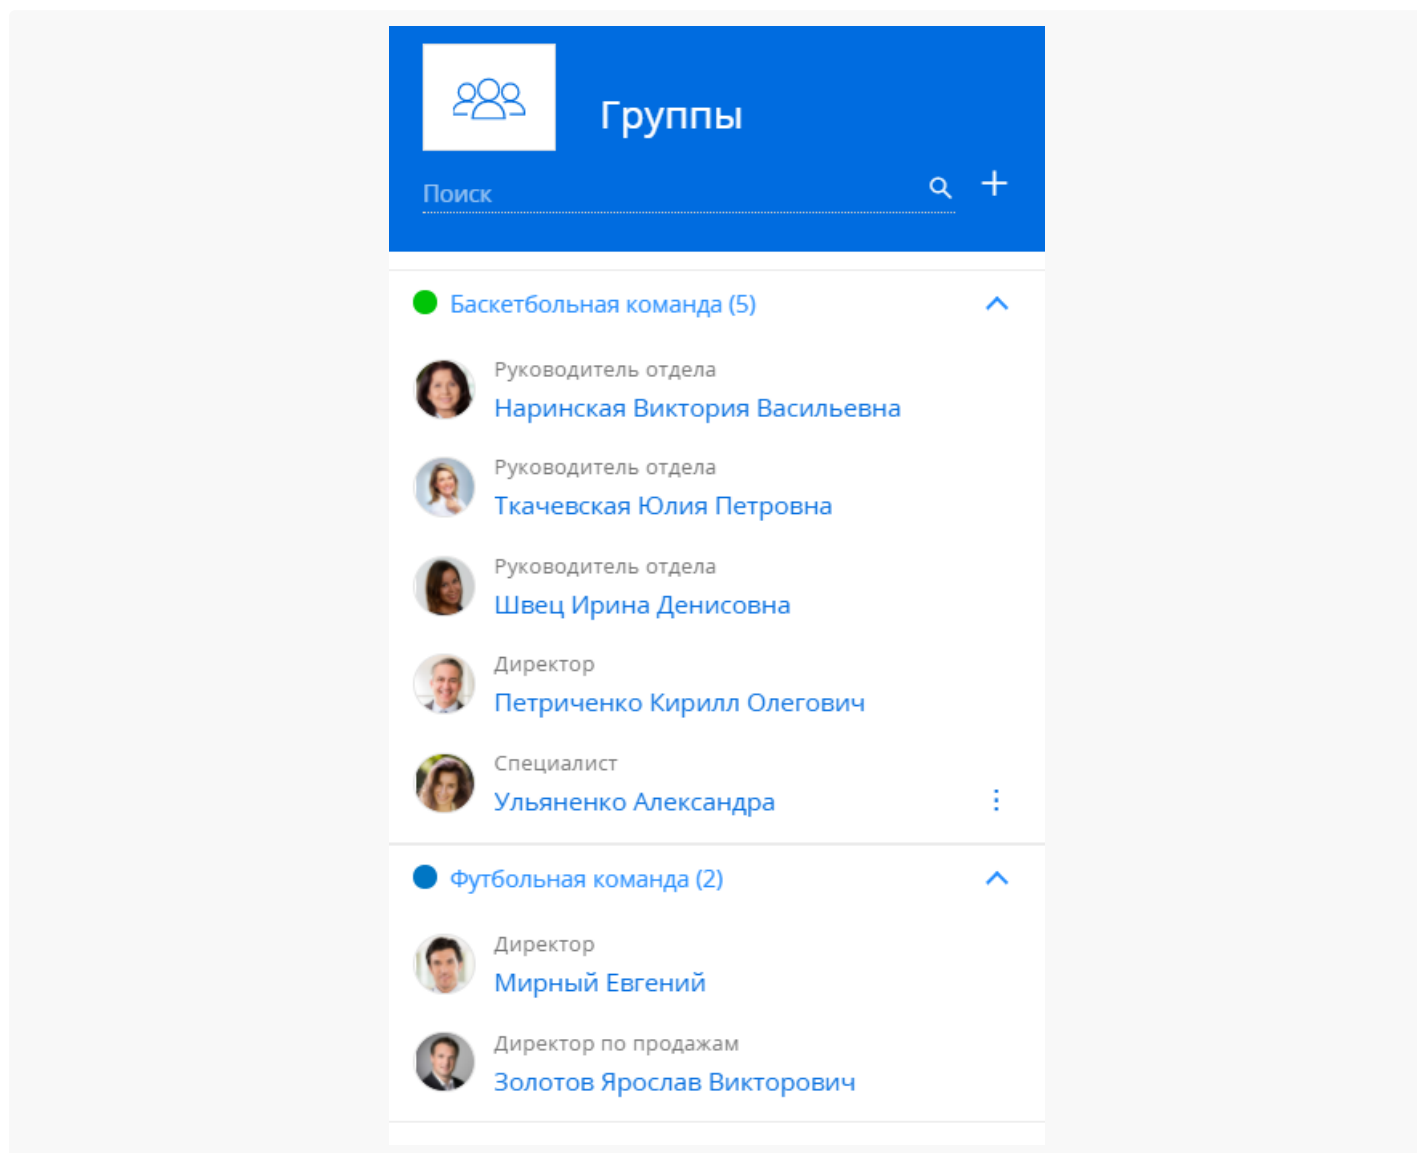 Группы
Поиск
Баскетбольная команда (5)
Руководитель отдела
Наринская Виктория Васильевна
Руководитель отдела
Ткачевская Юлия Петровна
Руководитель отдела
Швец Ирина Денисовна
Директор
Петриченко Кирилл Олегович
Специалист
Ульяненко Александра
Футбольная команда (2)
Директор
Мирный Евгений
Директор по продажам
Золотов Ярослав Викторович